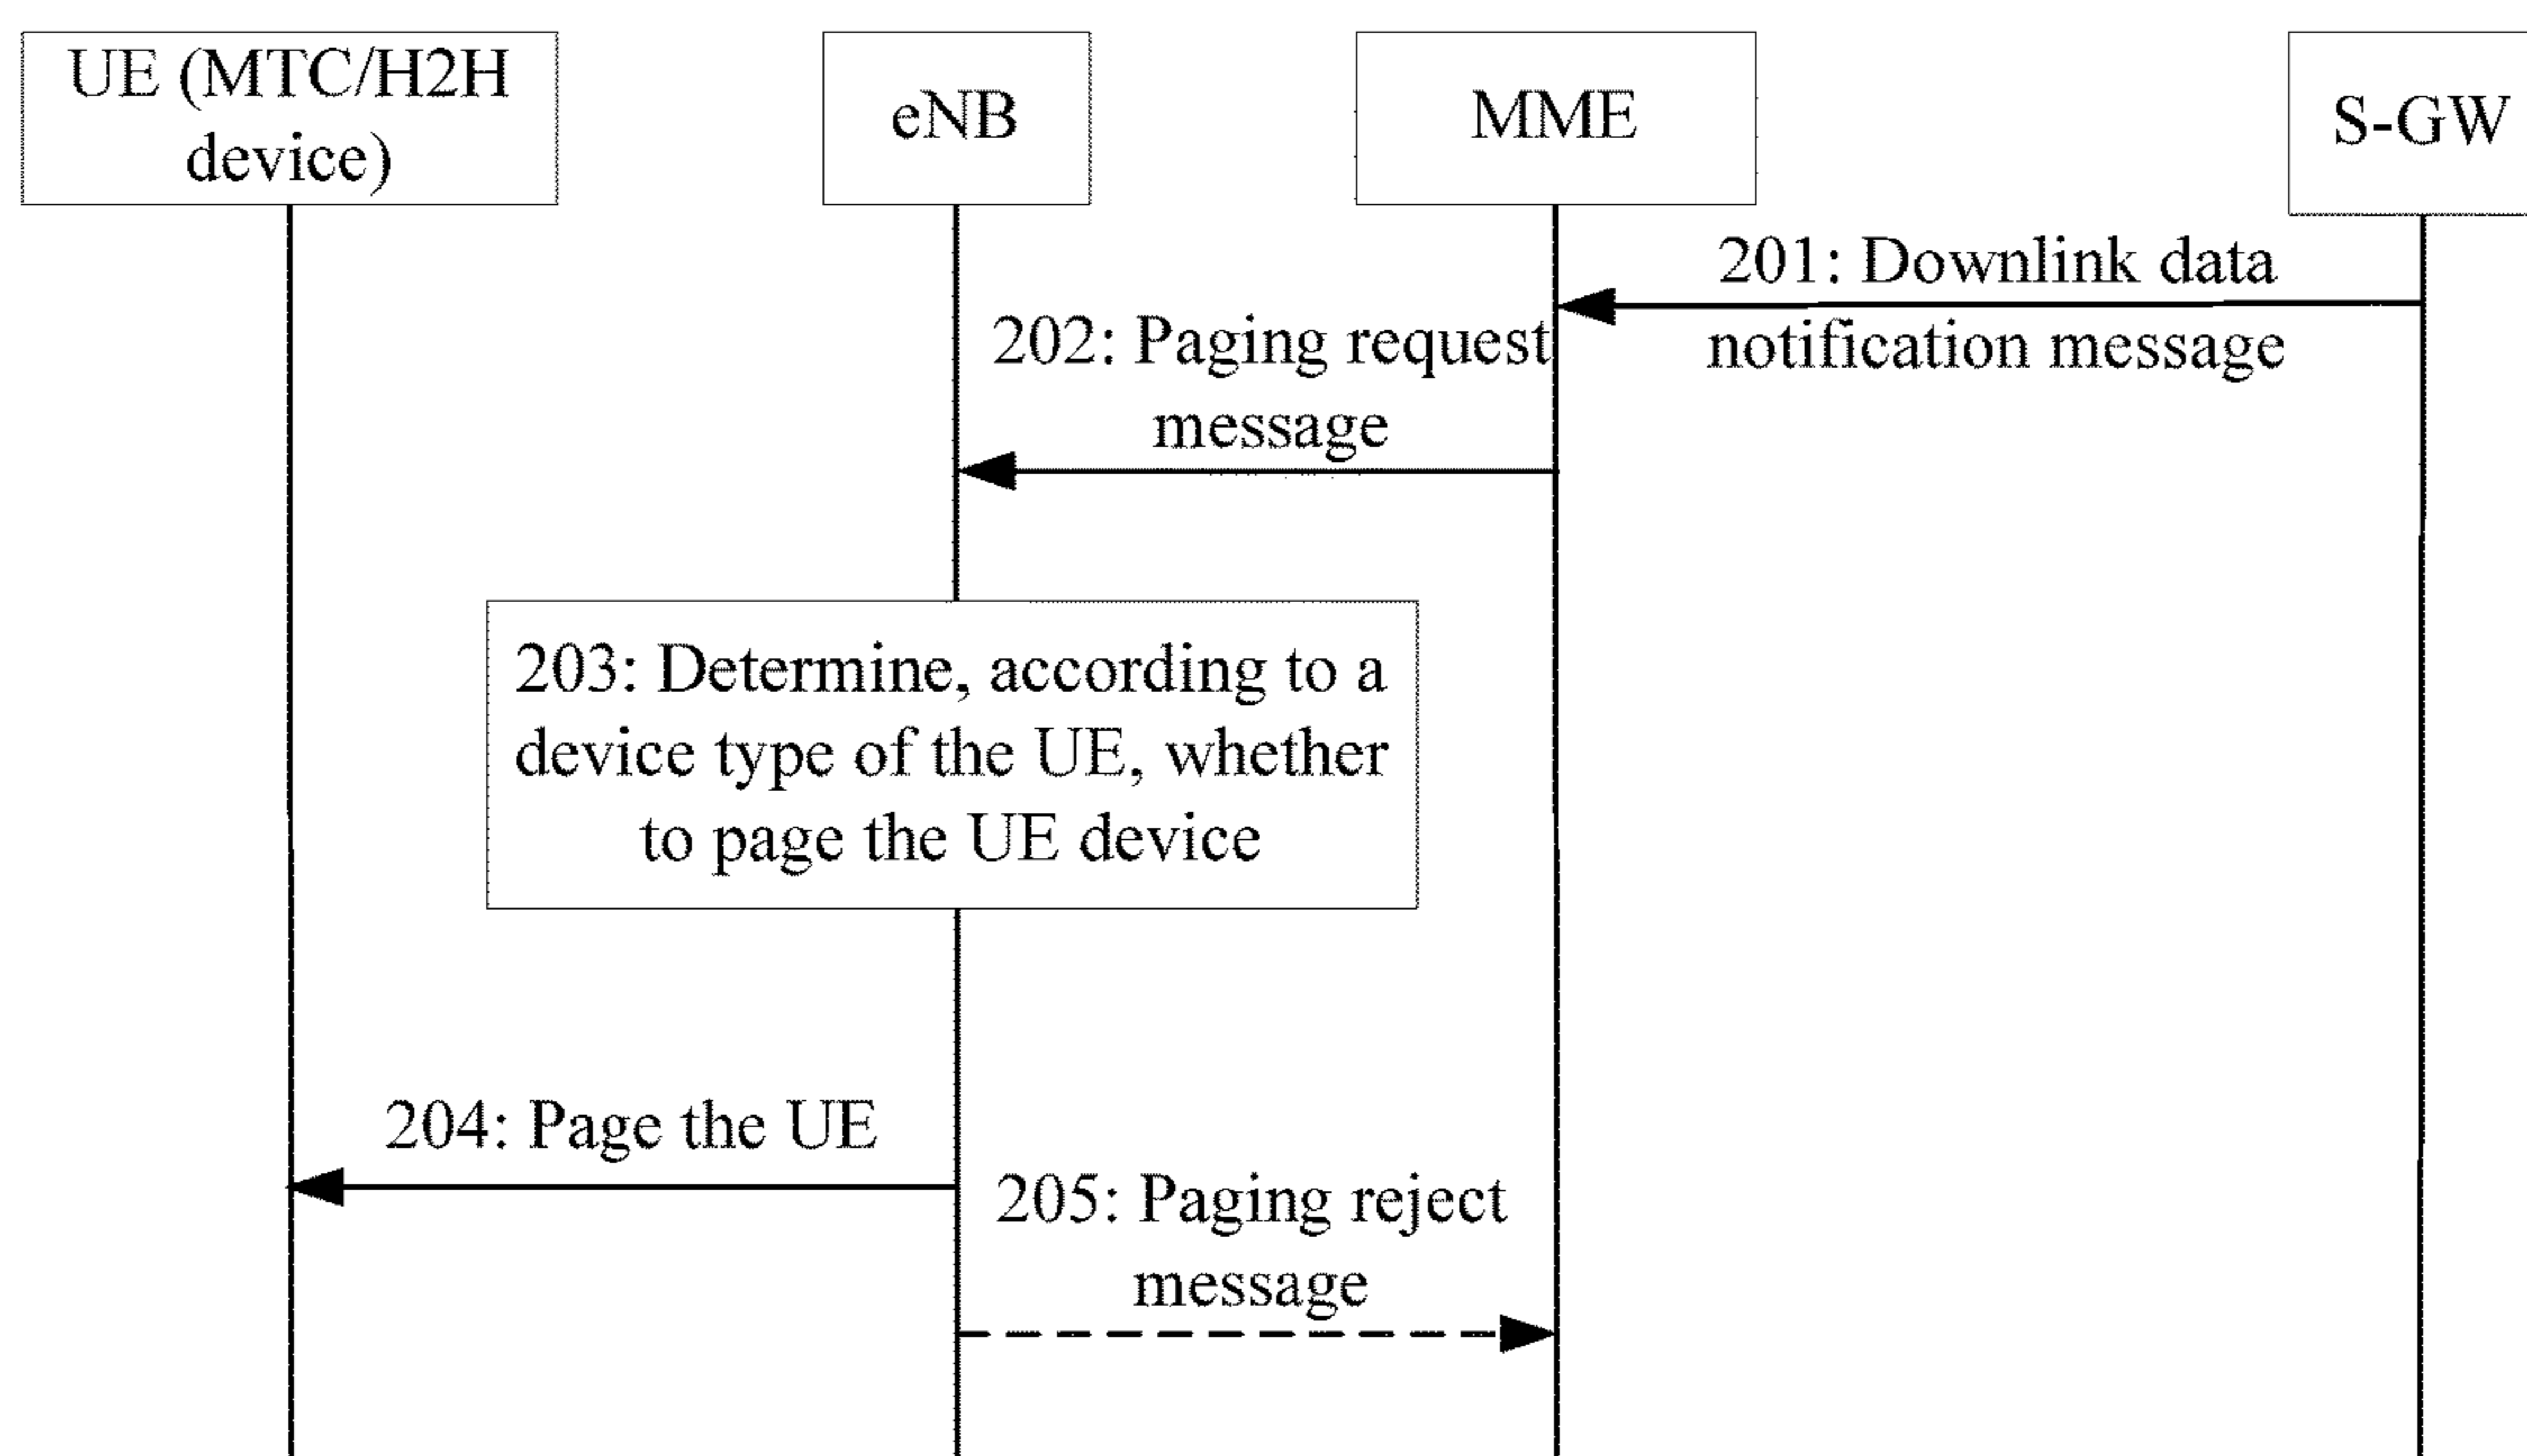 UE (MTC/H2H
device)
eNB
MME
S-GW
201: Downlink data
notification message
202: Paging request
message
203: Determine, according to a
device type of the UE, whether
to page the UE device
204: Page the UE
205: Paging reject
message